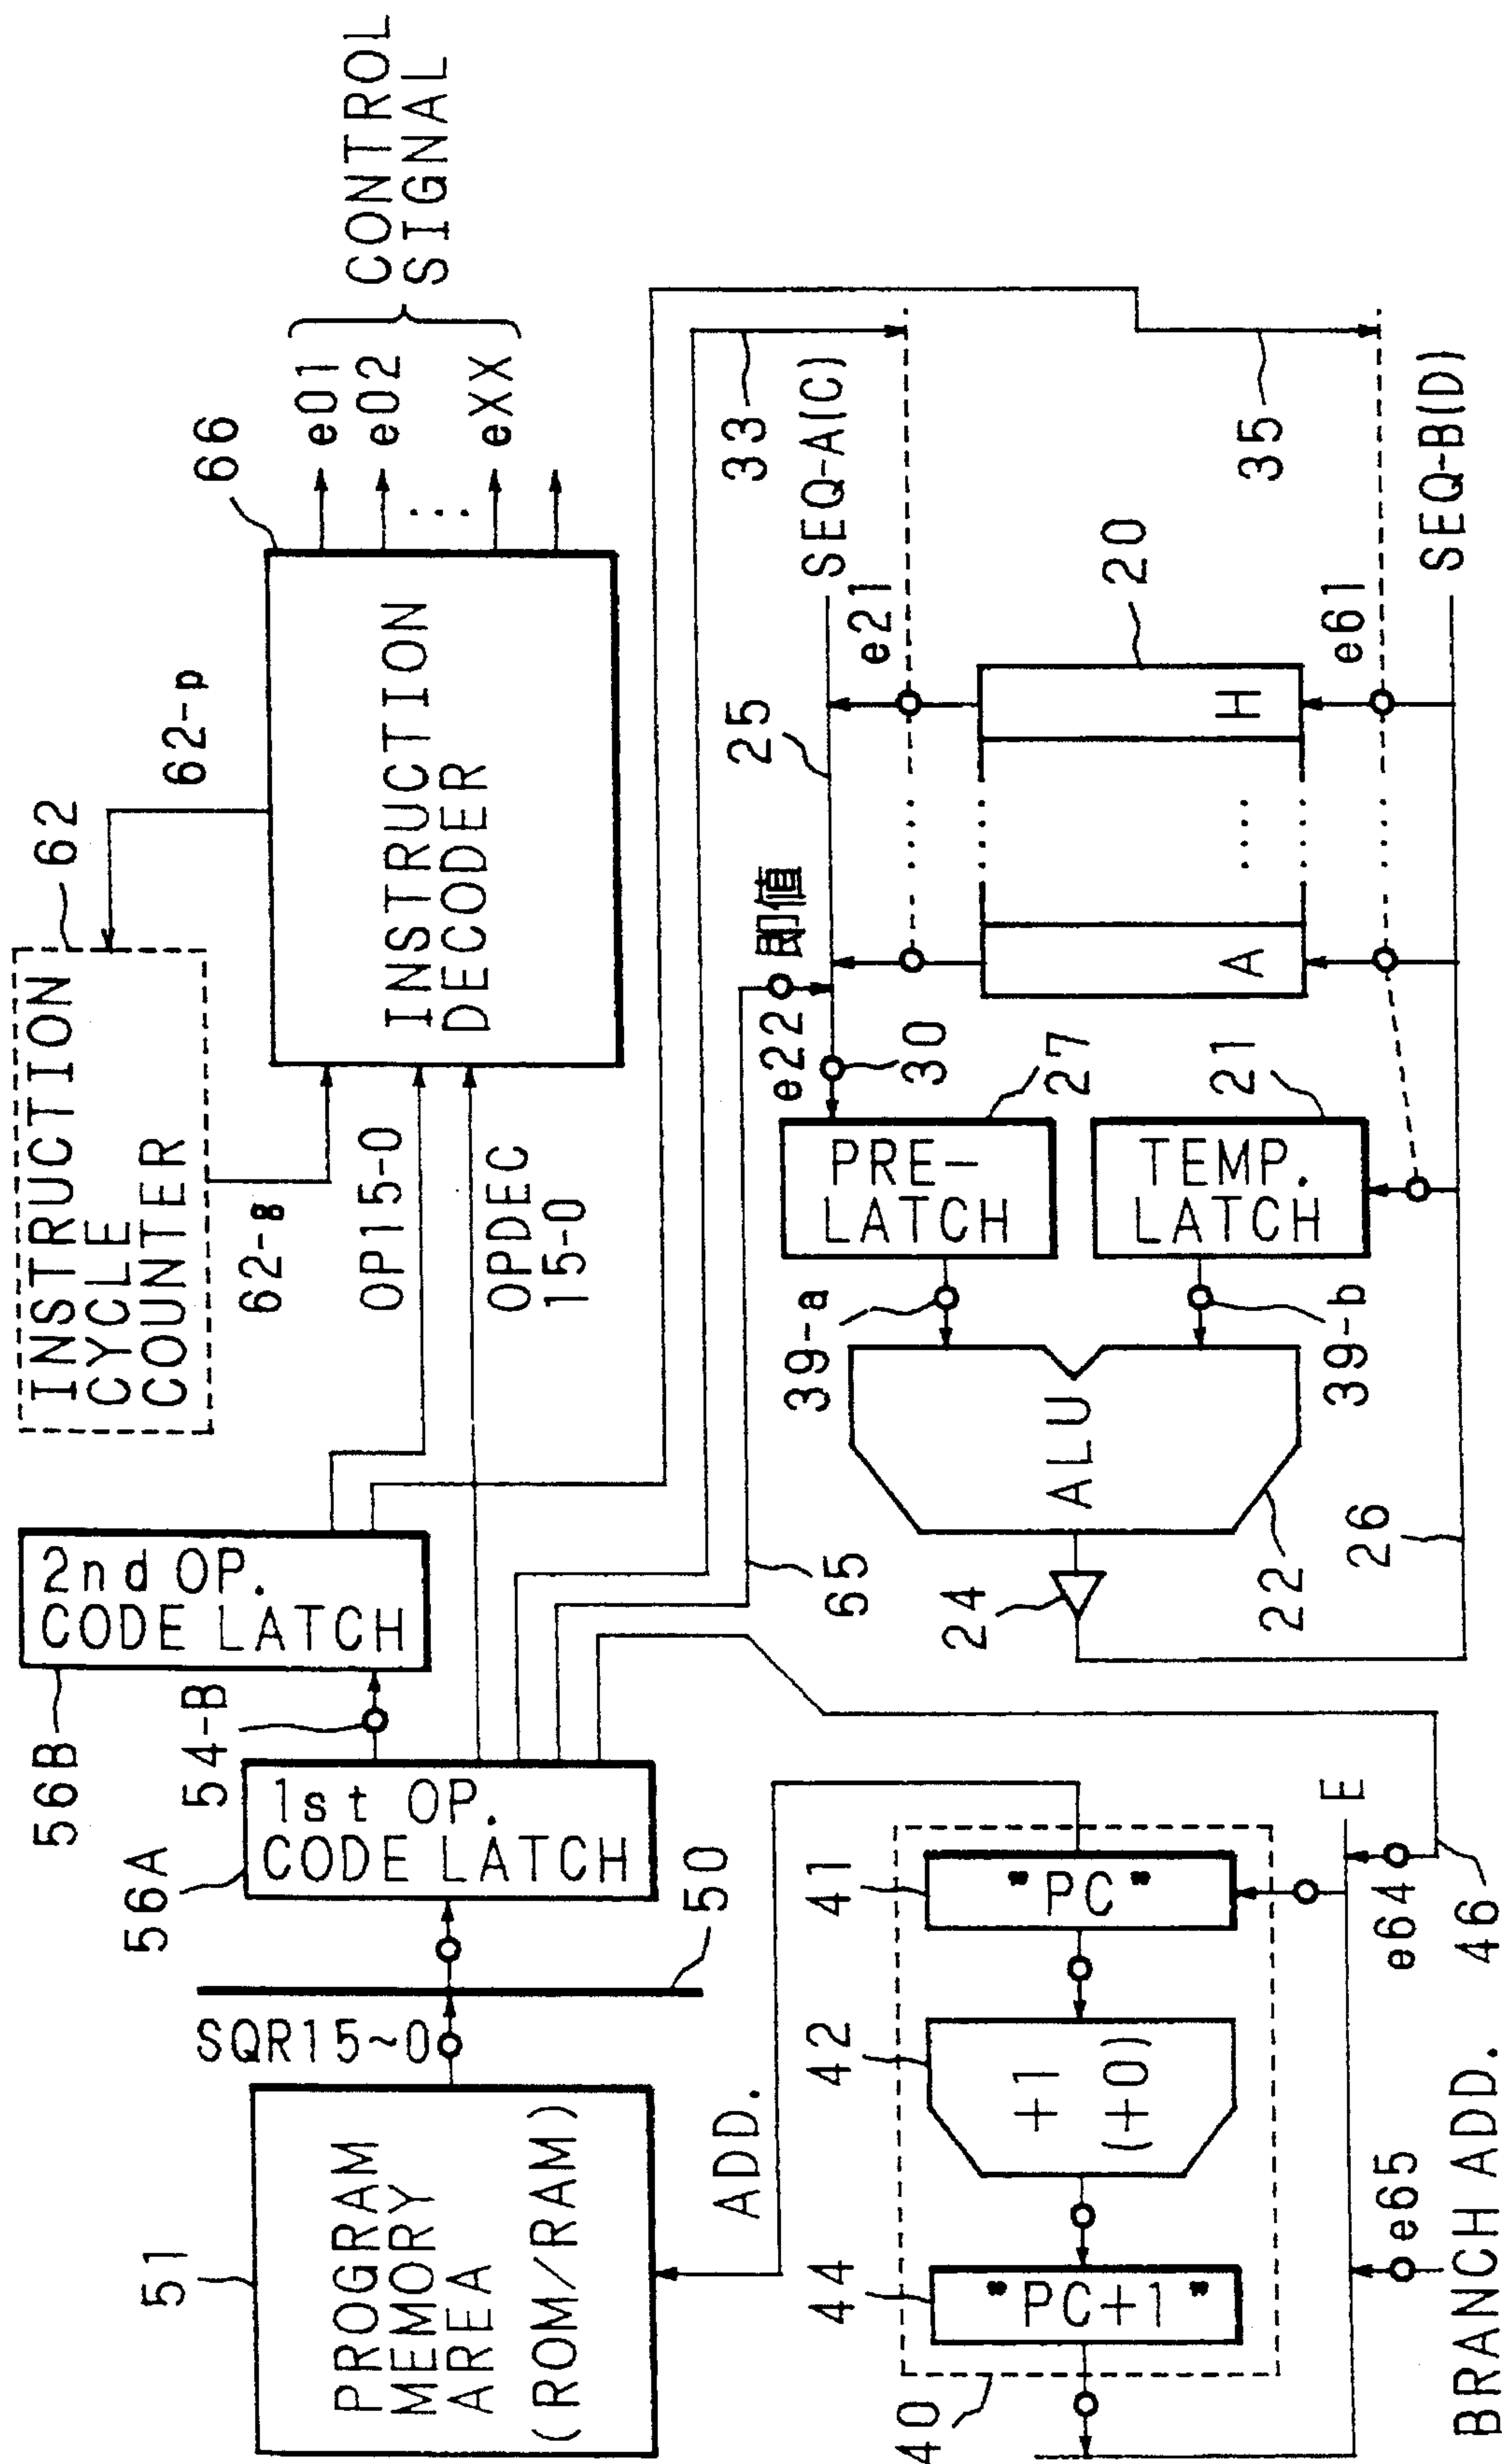 INSTRUCTION
CYCLE
COUNTER
62
62-p
62-g
66
INSTRUCTION
DECODER
e01
e02
...
eXX
CONTROL
SIGNAL
OP15-0
OPDEC
15-0
2nd OP.
CODE LATCH
56B
54-B
1st OP.
CODE LATCH
56A
50
SQR15~0
51
PROGRAM
MEMORY
AREA
(ROM/RAM)
ADD.
33
SEQ-A(C)
25
e21
e22
即值
30
65
PRE-
LATCH
27
TEMP.
LATCH
21
A
....
H
20
e61
35
SEQ-B(D)
39-a
39-b
ALU
22
24
26
41
"PC"
42
+1
(+0)
44
"PC+1"
40
E
e64
46
e65
BRANCH ADD.